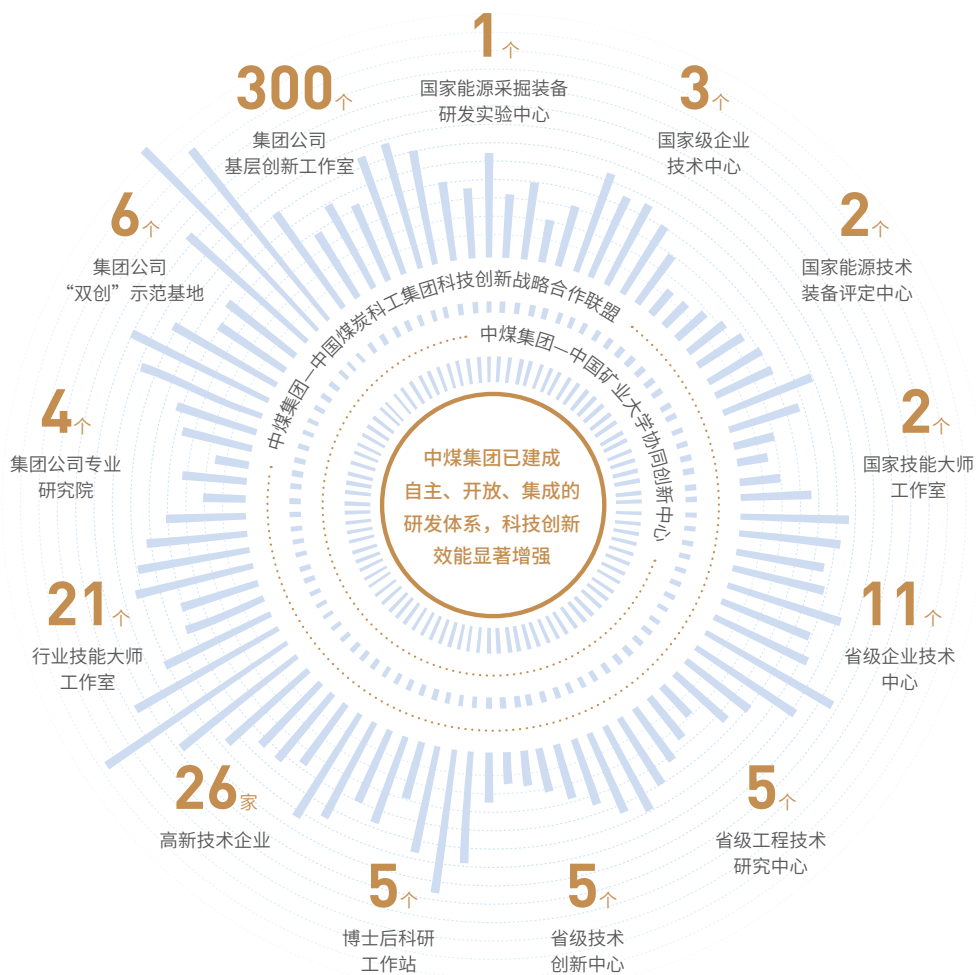 1个
国家能源采掘装备
研发实验中心
3个
国家级企业
技术中心
2个
国家能源技术
装备评定中心
2个
国家技能大师
工作室
11个
省级企业技术
中心
5个
省级工程技术
研究中心
5个
省级技术
创新中心
5个
博士后科研
工作站
26家
高新技术企业
21个
行业技能大师
工作室
4个
集团公司专业
研究院
6个
集团公司
“双创”示范基地
300个
集团公司
基层创新工作室
中煤集团—中国煤炭科工集团科技创新战略合作联盟
中煤集团—中国矿业大学协同创新中心
中煤集团已建成
自主、开放、集成的
研发体系，科技创新
效能显著增强